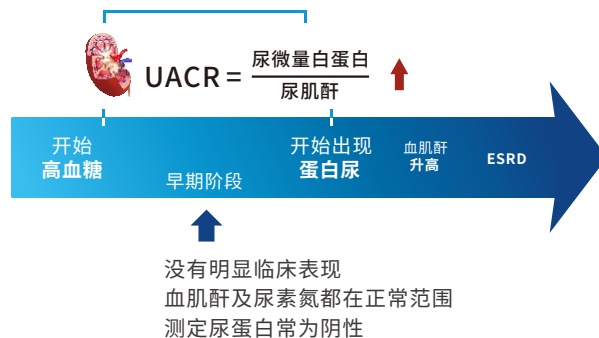 UACR = 尿微量白蛋白
尿肌酐
开始
高血糖
早期阶段
开始出现
蛋白尿
血肌酐
升高
ESRD
没有明显临床表现
血肌酐及尿素氮都在正常范围
测定尿蛋白常为阴性